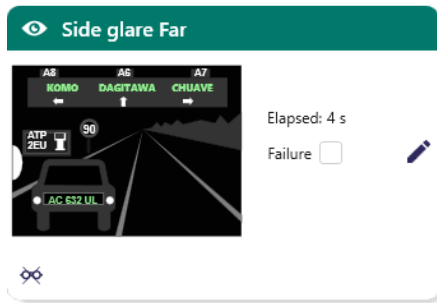 Side glare Far
A8 A6 A7
KOMO DAGITAWA CHUAVE
90
ATP
2EU
AC 632 UL
Elapsed: 4 s
Failure